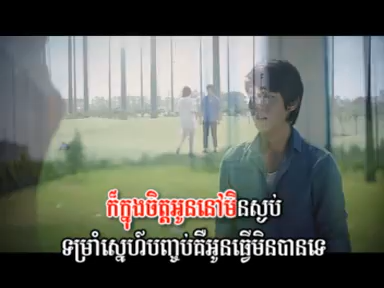 ក៏ក្នុងចិត្តអូននៅមិនស្ងប់
ទម្រាំស្នេហ៍បញ្ចប់គឺអូនធ្វើមិនបានទេ